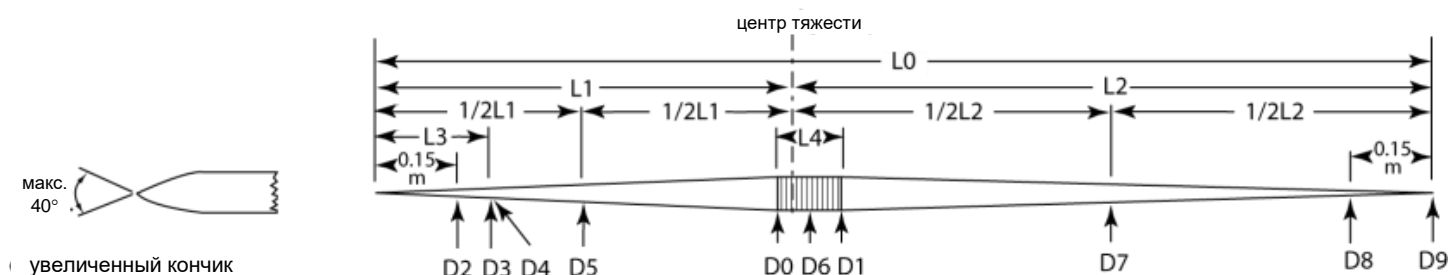 центр тяжести
L0
L1 L2
1/2L1 1/2L1 1/2L2 1/2L2
L3 L4
0.15 m 0.15 m
макс. 40°
увеличенный кончик
D2 D3 D4 D5 D0 D6 D1 D7 D8 D9